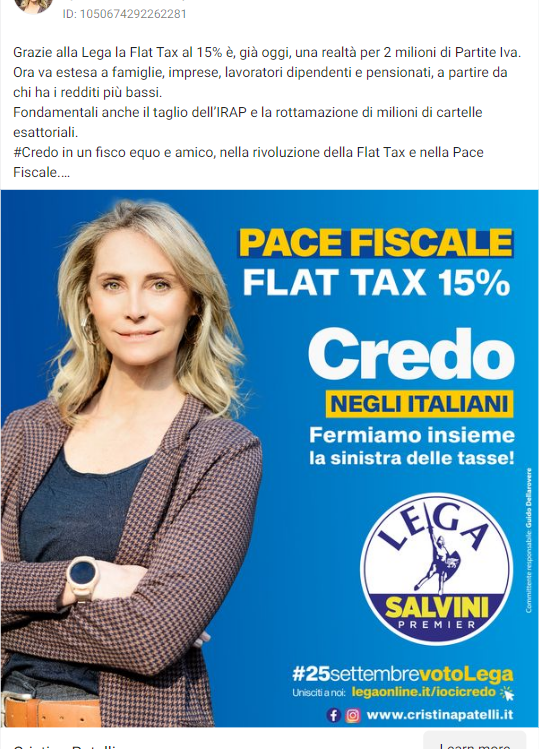 ID: 1050674292262281
Grazie alla Lega la Flat Tax al 15% è, già oggi, una realtà per 2 milioni di Partite Iva.
Ora va estesa a famiglie, imprese, lavoratori dipendenti e pensionati, a partire da
chi ha i redditi più bassi.
Fondamentali anche il taglio dell'IRAP e la rottamazione di milioni di cartelle
esattoriali.
#Credo in un fisco equo e amico, nella rivoluzione della Flat Tax e nella Pace
Fiscale....
PACE FISCALE
FLAT TAX 15%
Credo
NEGLI ITALIANI
Fermiamo insieme
la sinistra delle tasse!
LEGA
SALVINI
PREMIER
Committente responsabile: Guido Dellarovere
#25settembrevotoLega
Unisciti a noi: legaonline.it/iocicredo
www.cristinapatelli.it
Cristina Patelli
Learn more